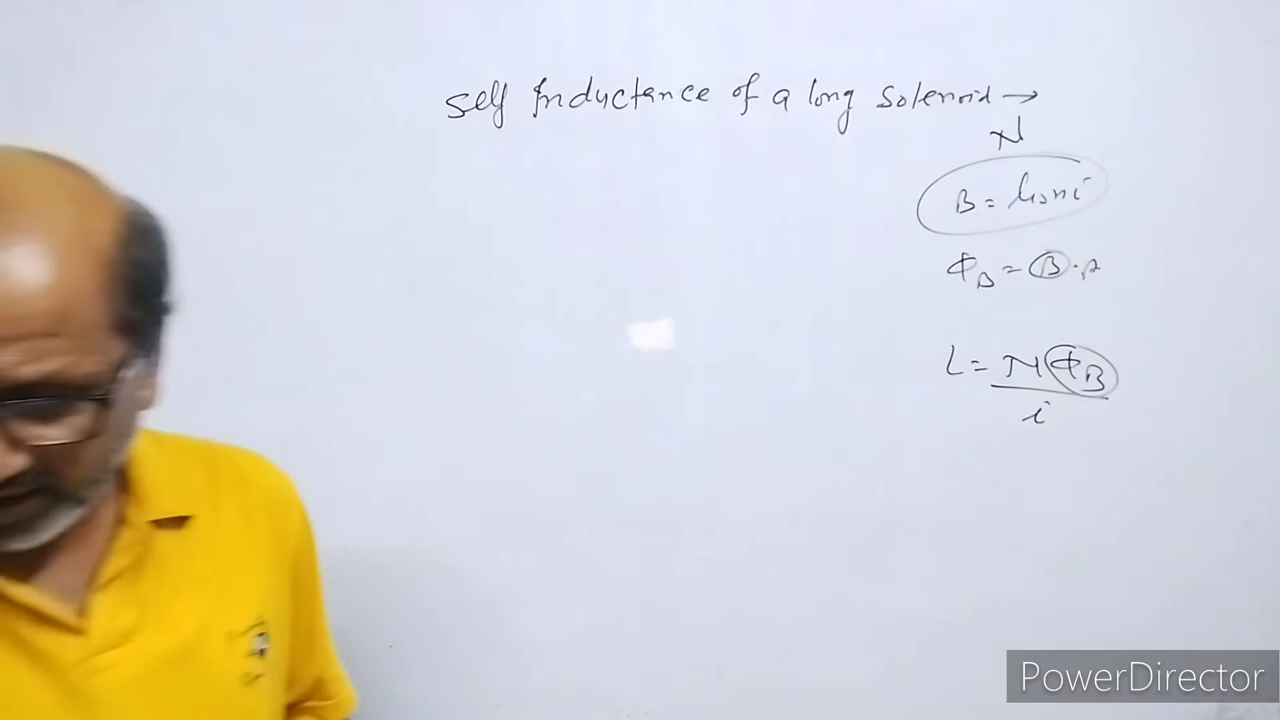 Self Inductance of a long Solenoid →
N
B = μ₀ni
Φ_B = B·A
L = NΦ_B / i
PowerDirector